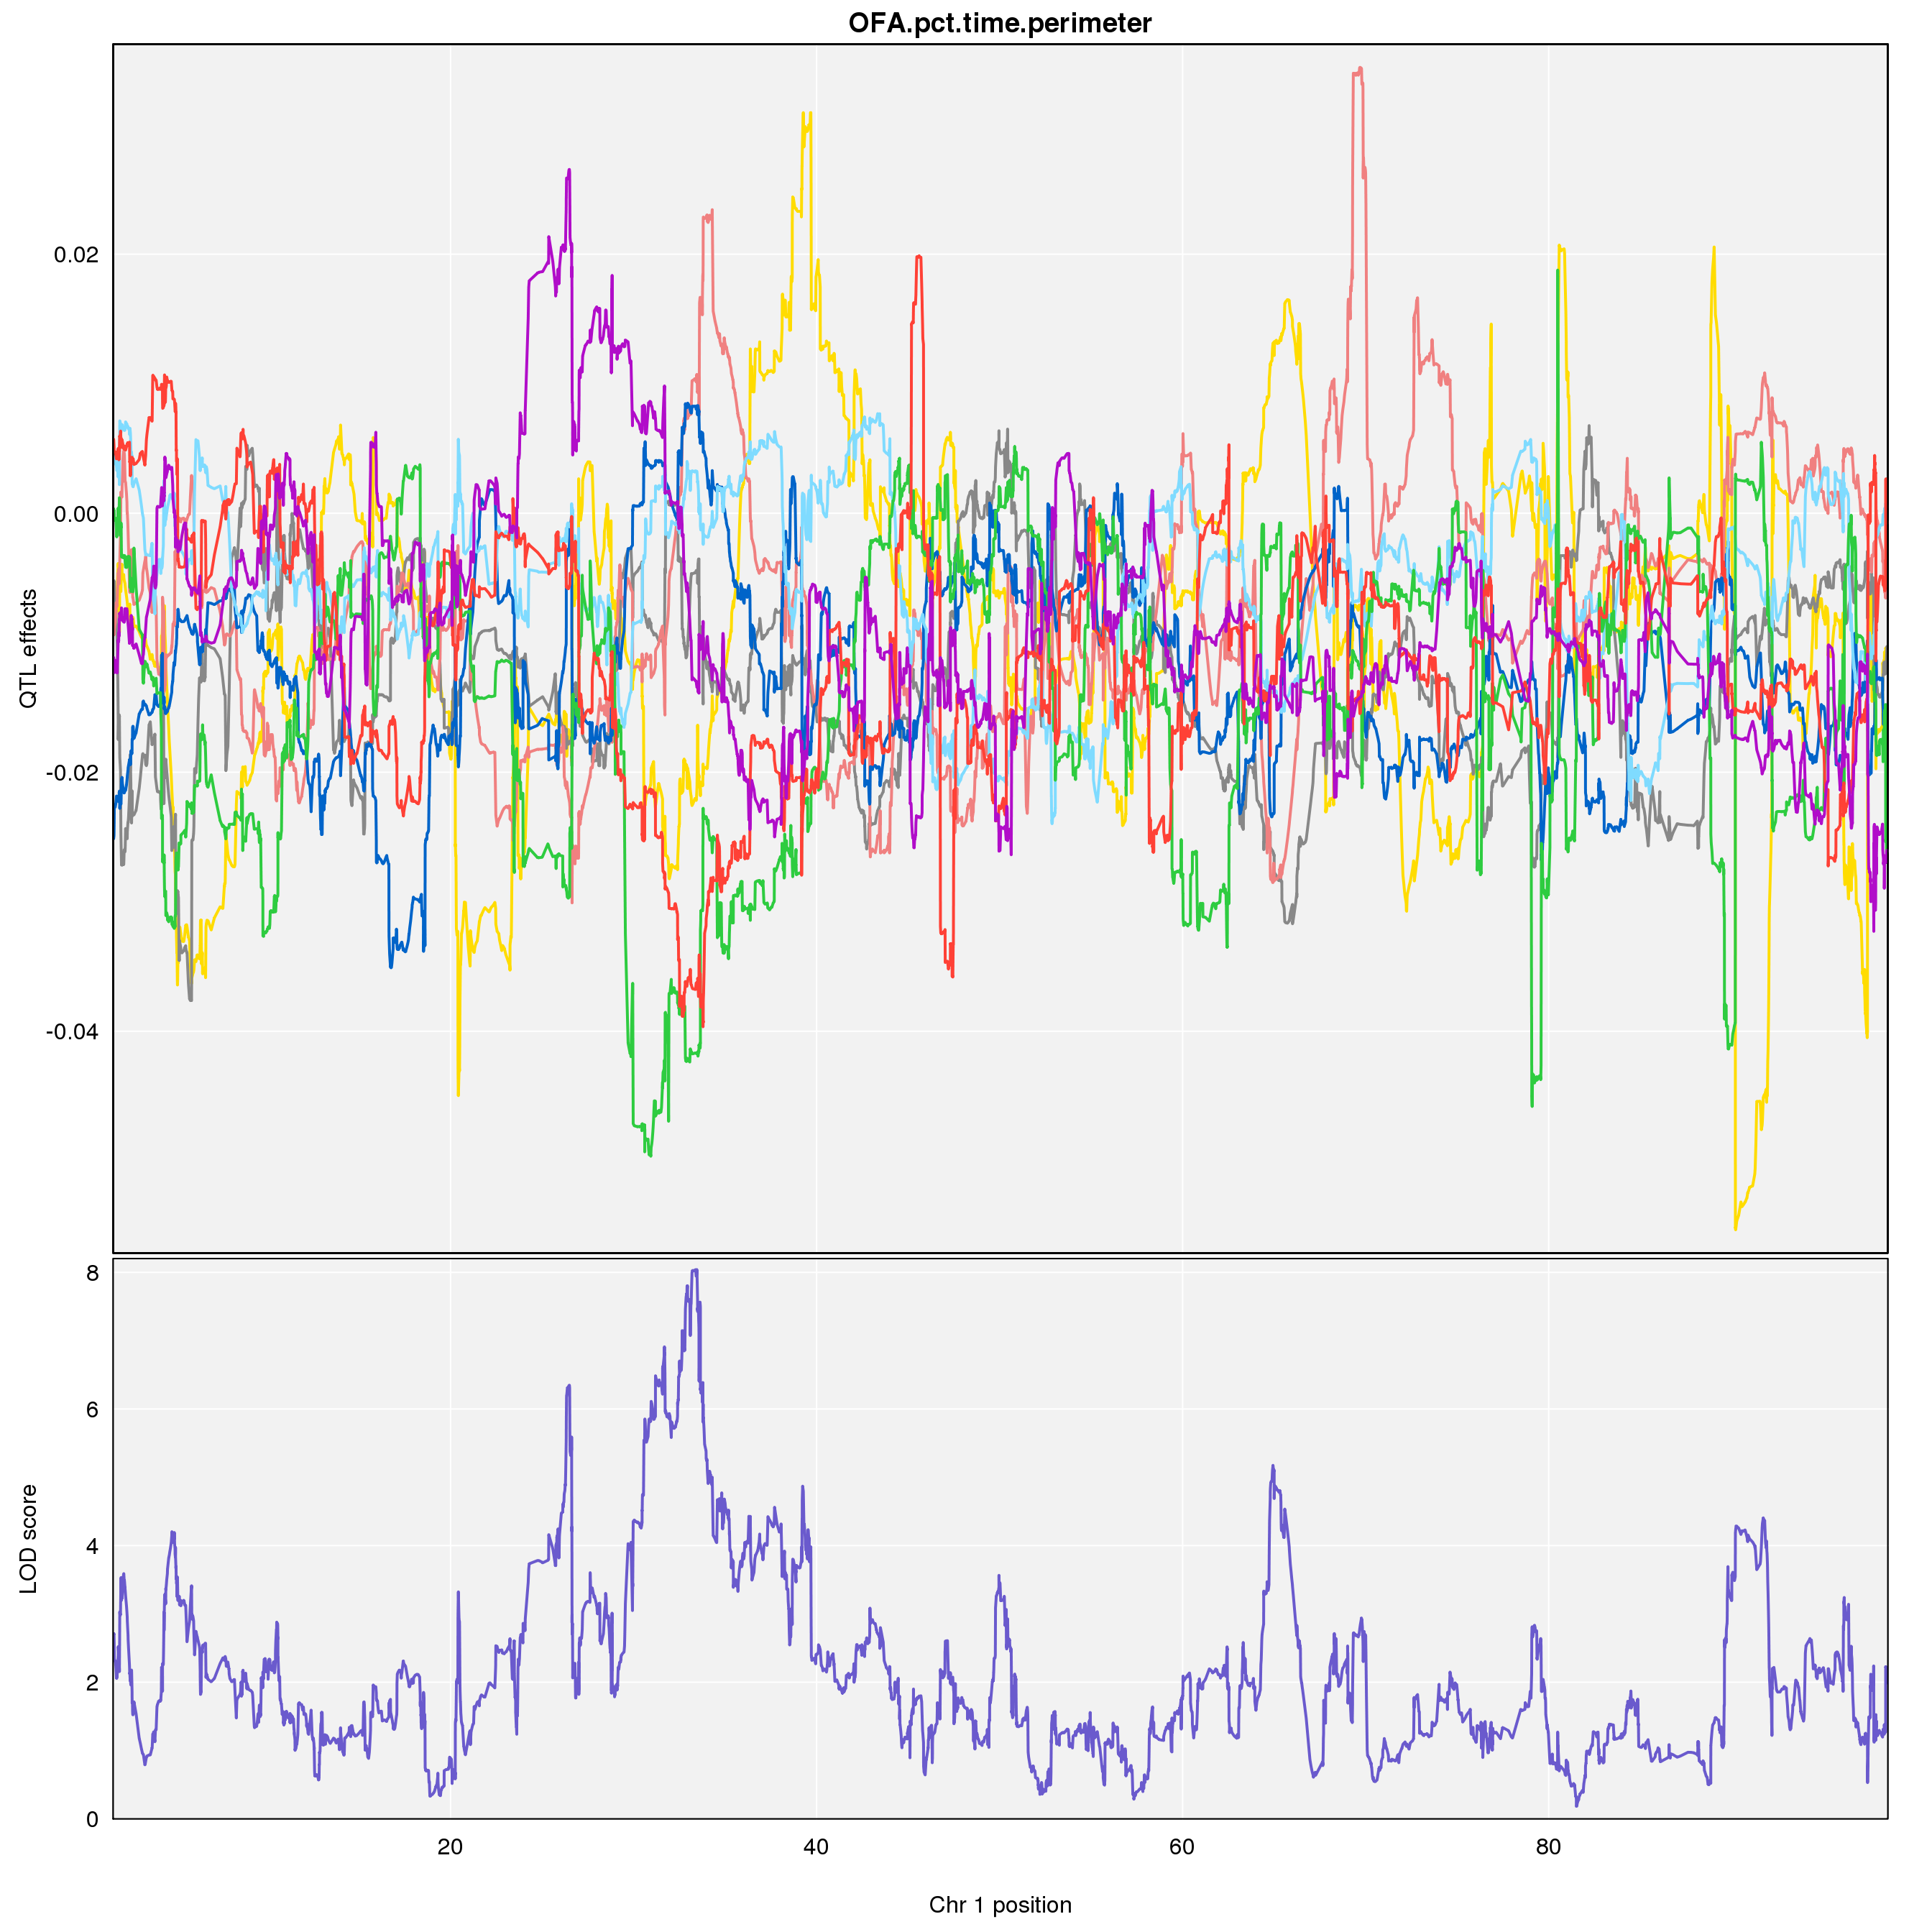 OFA.pct.time.perimeter
QTL effects
0.02
0.00
-0.02
-0.04
LOD score
8
6
4
2
0
20 40 60 80
Chr 1 position